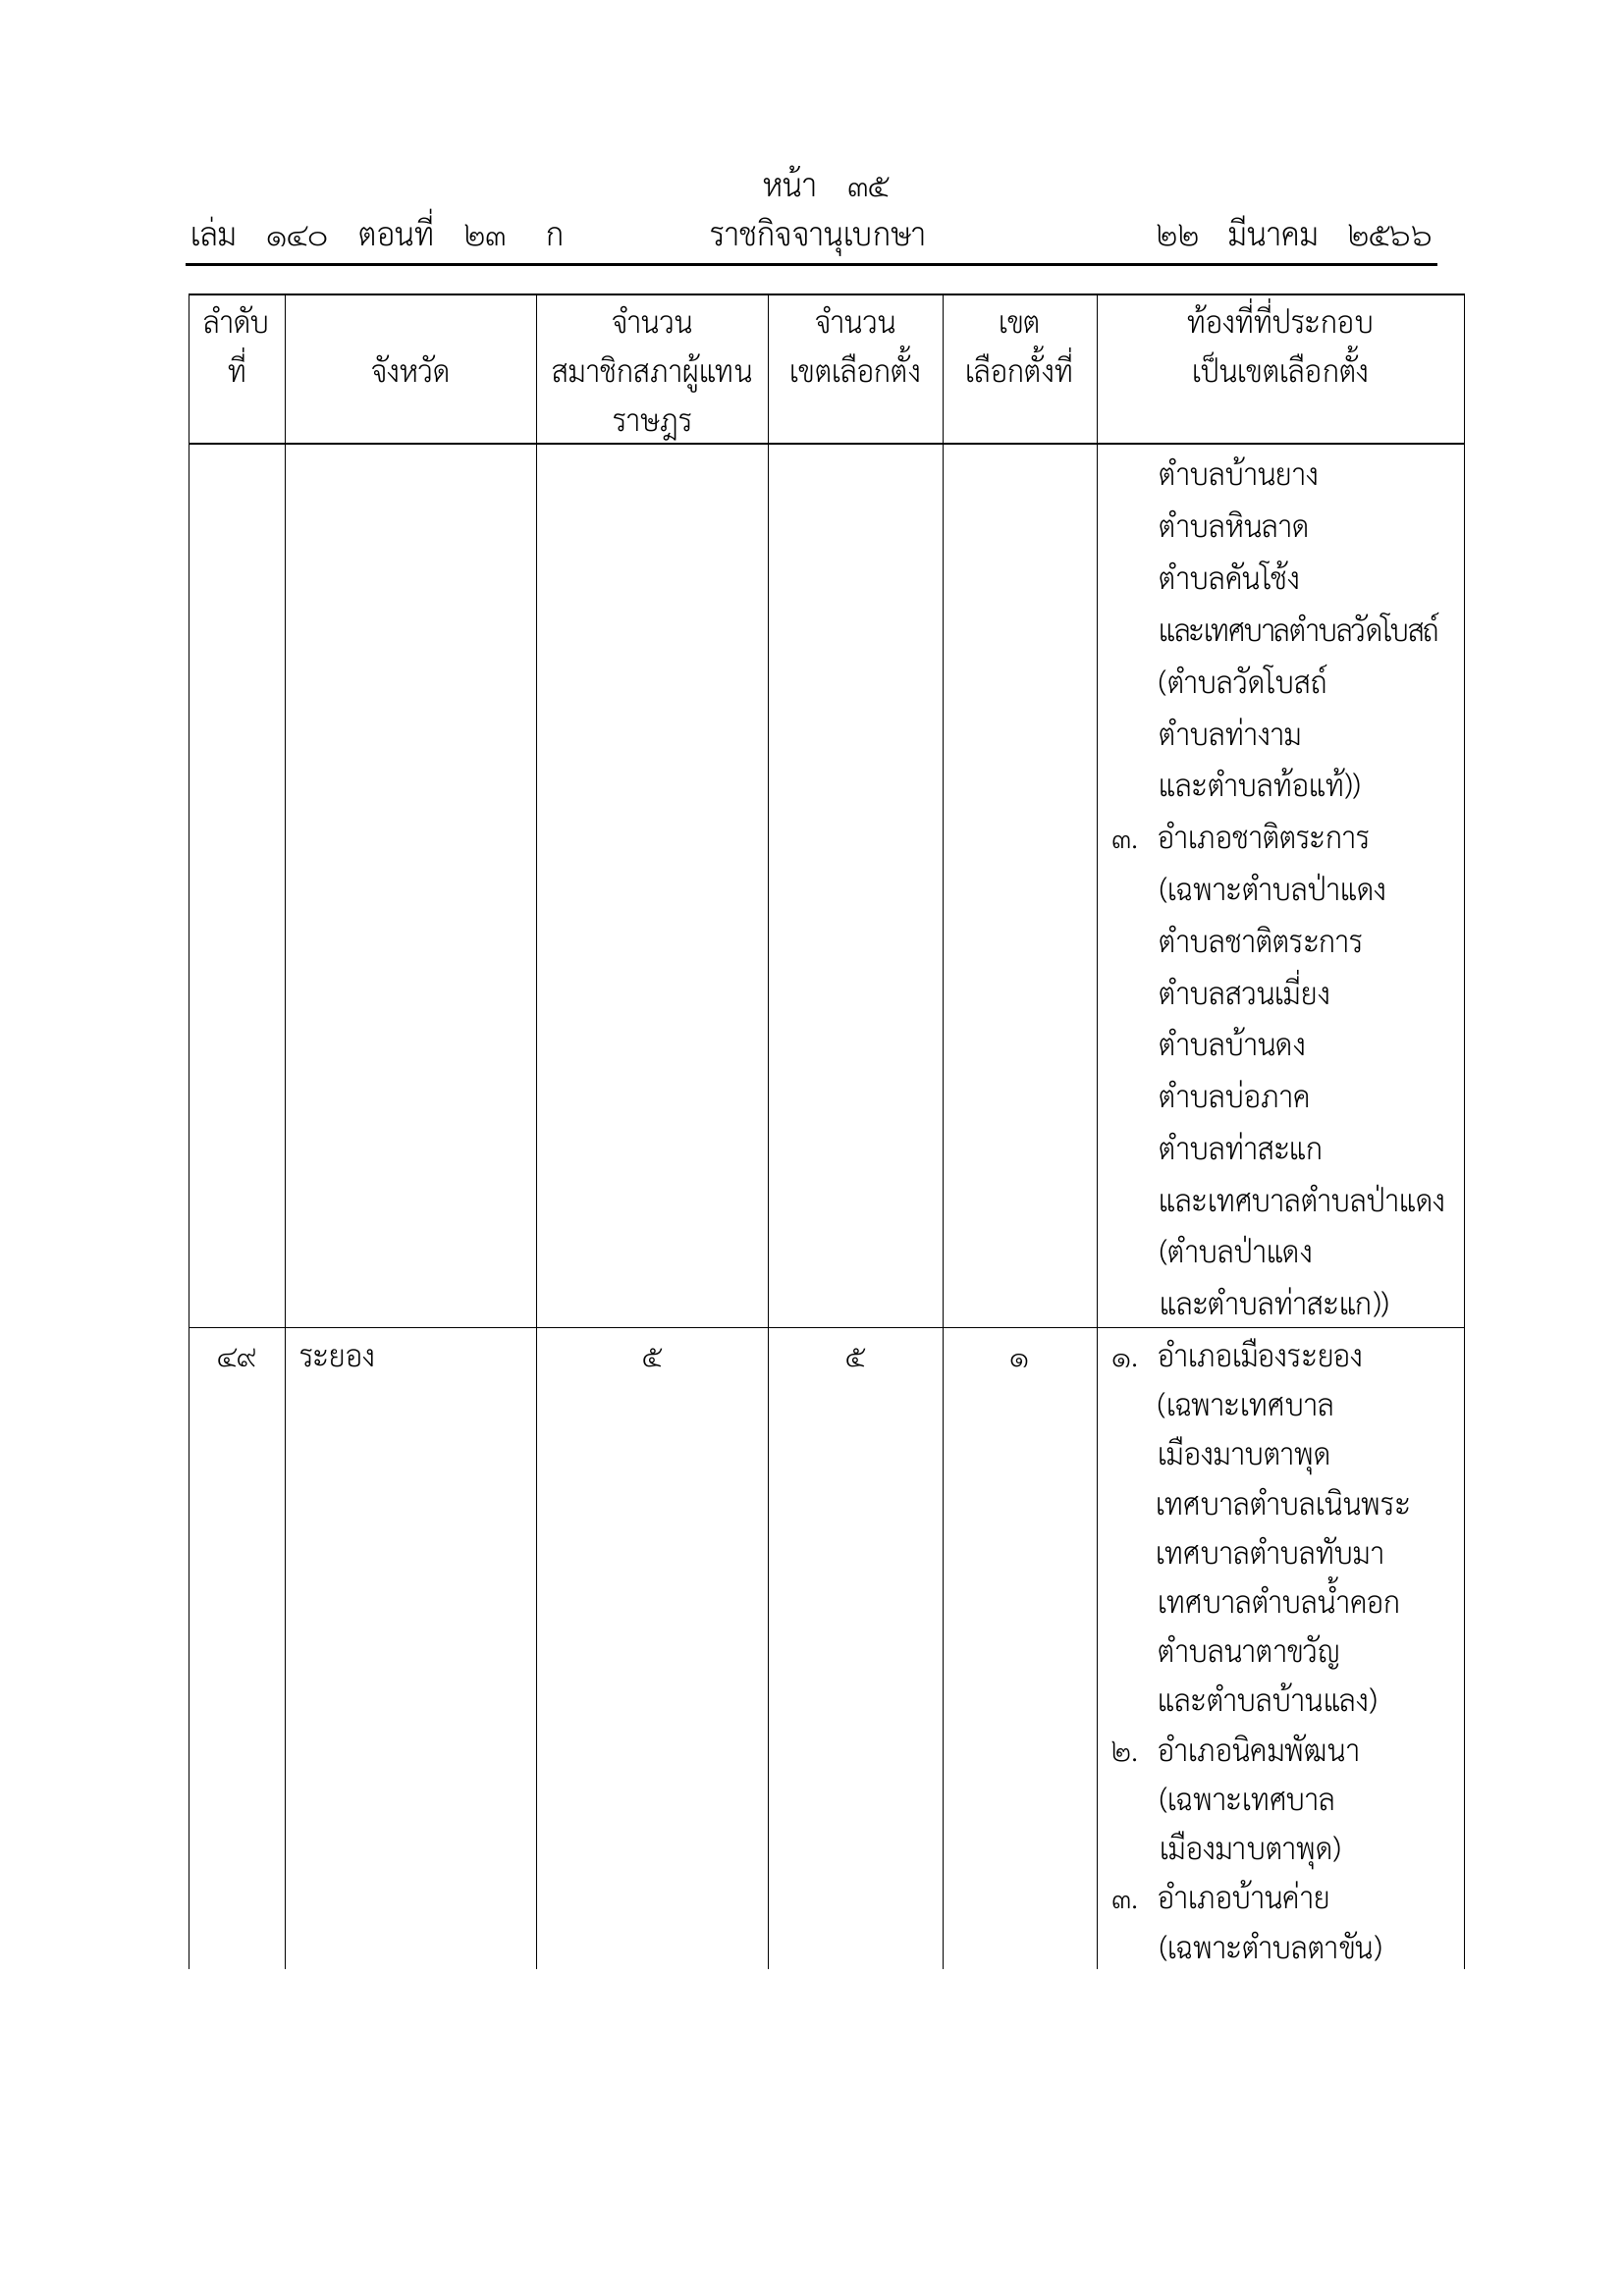 หน้า ๓๕
เล่ม ๑๔๐ ตอนที่ ๒๓ ก ราชกิจจานุเบกษา ๒๒ มีนาคม ๒๕๖๖
ลำดับ จำนวน จำนวน เขต ท้องที่ที่ประกอบ
ที่ จังหวัด สมาชิกสภาผู้แทน เขตเลือกตั้ง เลือกตั้งที่ เป็นเขตเลือกตั้ง
ราษฎร
ตำบลบ้านยาง
ตำบลหินลาด
ตำบลคันโช้ง
และเทศบาลตำบลวัดโบสถ์
(ตำบลวัดโบสถ์
ตำบลท่างาม
และตำบลท้อแท้))
๓. อำเภอชาติตระการ
(เฉพาะตำบลป่าแดง
ตำบลชาติตระการ
ตำบลสวนเมี่ยง
ตำบลบ้านดง
ตำบลบ่อภาค
ตำบลท่าสะแก
และเทศบาลตำบลป่าแดง
(ตำบลป่าแดง
และตำบลท่าสะแก))
๔๙ ระยอง ๕ ๕ ๑ ๑. อำเภอเมืองระยอง
(เฉพาะเทศบาล
เมืองมาบตาพุด
เทศบาลตำบลเนินพระ
เทศบาลตำบลทับมา
เทศบาลตำบลน้ำคอก
ตำบลนาตาขวัญ
และตำบลบ้านแลง)
๒. อำเภอนิคมพัฒนา
(เฉพาะเทศบาล
เมืองมาบตาพุด)
๓. อำเภอบ้านค่าย
(เฉพาะตำบลตาขัน)